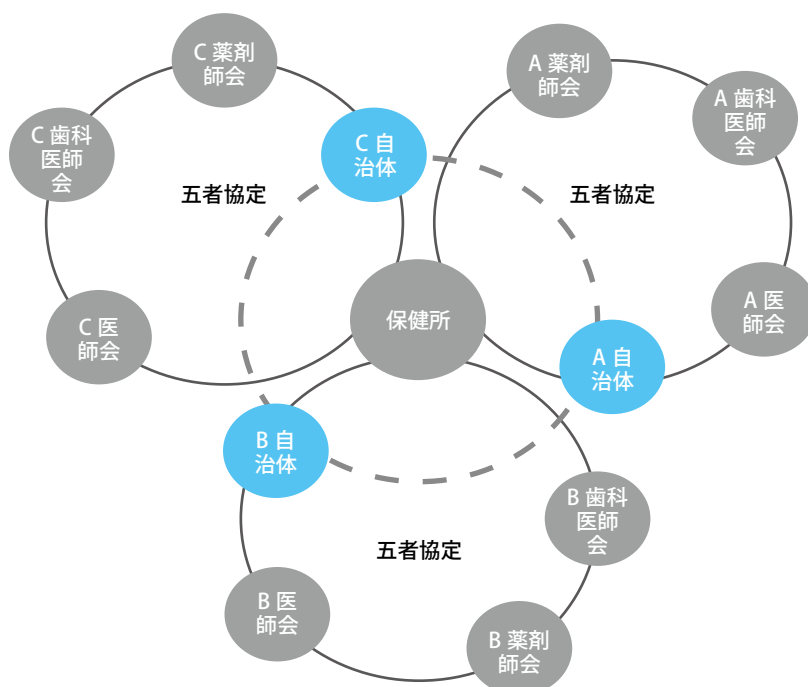 C 薬剤
師会
A 薬剤
師会
A 歯科
医師
会
C 歯科
医師
会
C 自
治体
五者協定
五者協定
C 医
師会
保健所
A 医
師会
A 自
治体
B 自
治体
B 歯科
医師
会
五者協定
B 医
師会
B 薬剤
師会